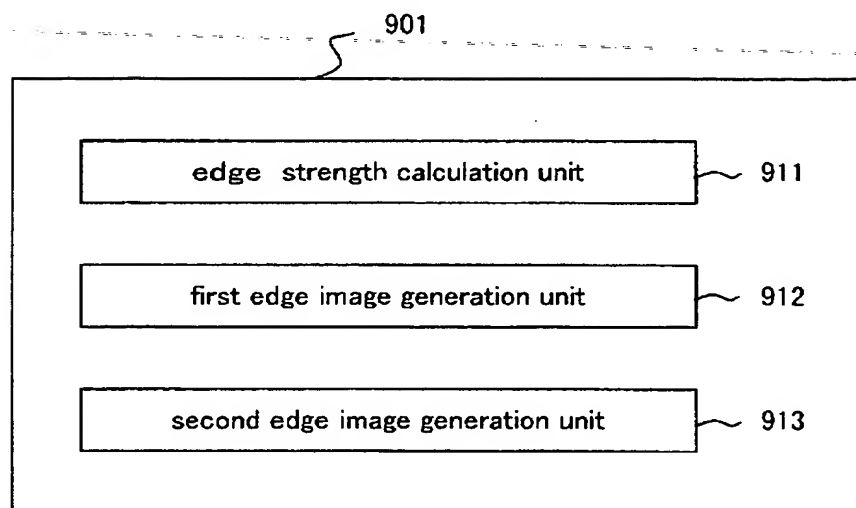 901
edge strength calculation unit 911
first edge image generation unit 912
second edge image generation unit 913